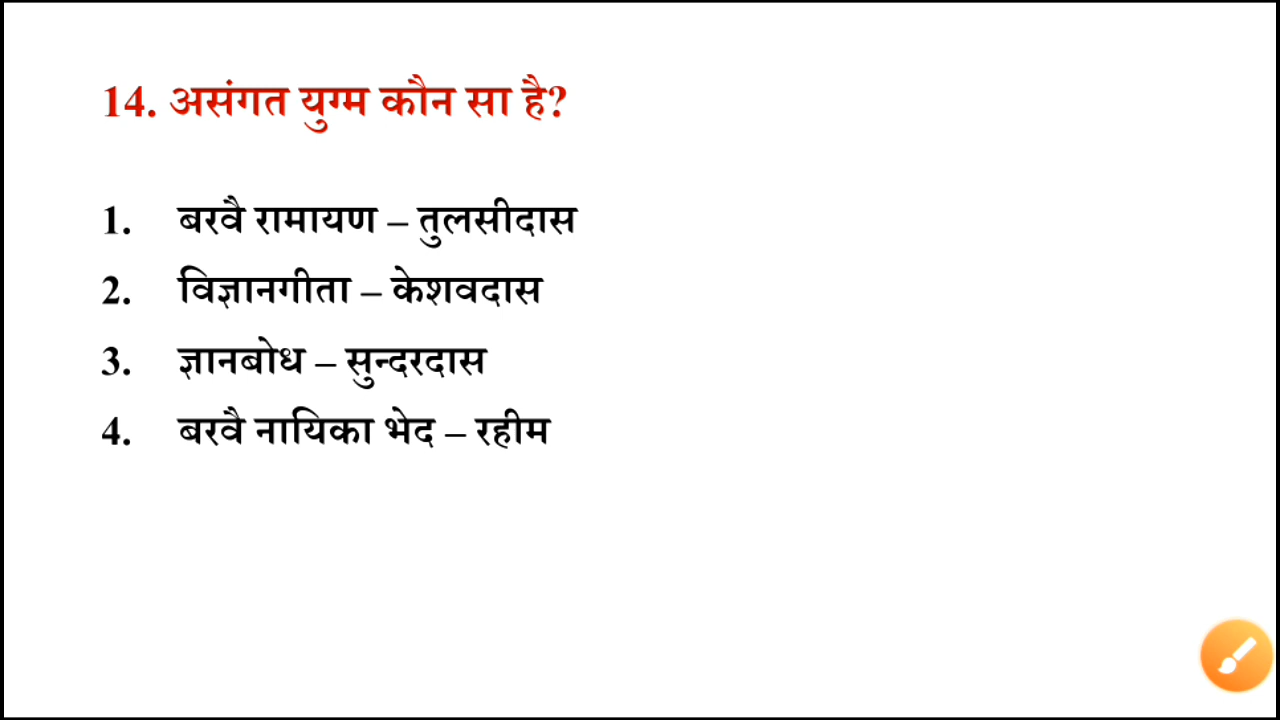 14. असंगत युग्म कौन सा है?
1. बरवै रामायण – तुलसीदास
2. विज्ञानगीता – केशवदास
3. ज्ञानबोध – सुन्दरदास
4. बरवै नायिका भेद – रहीम